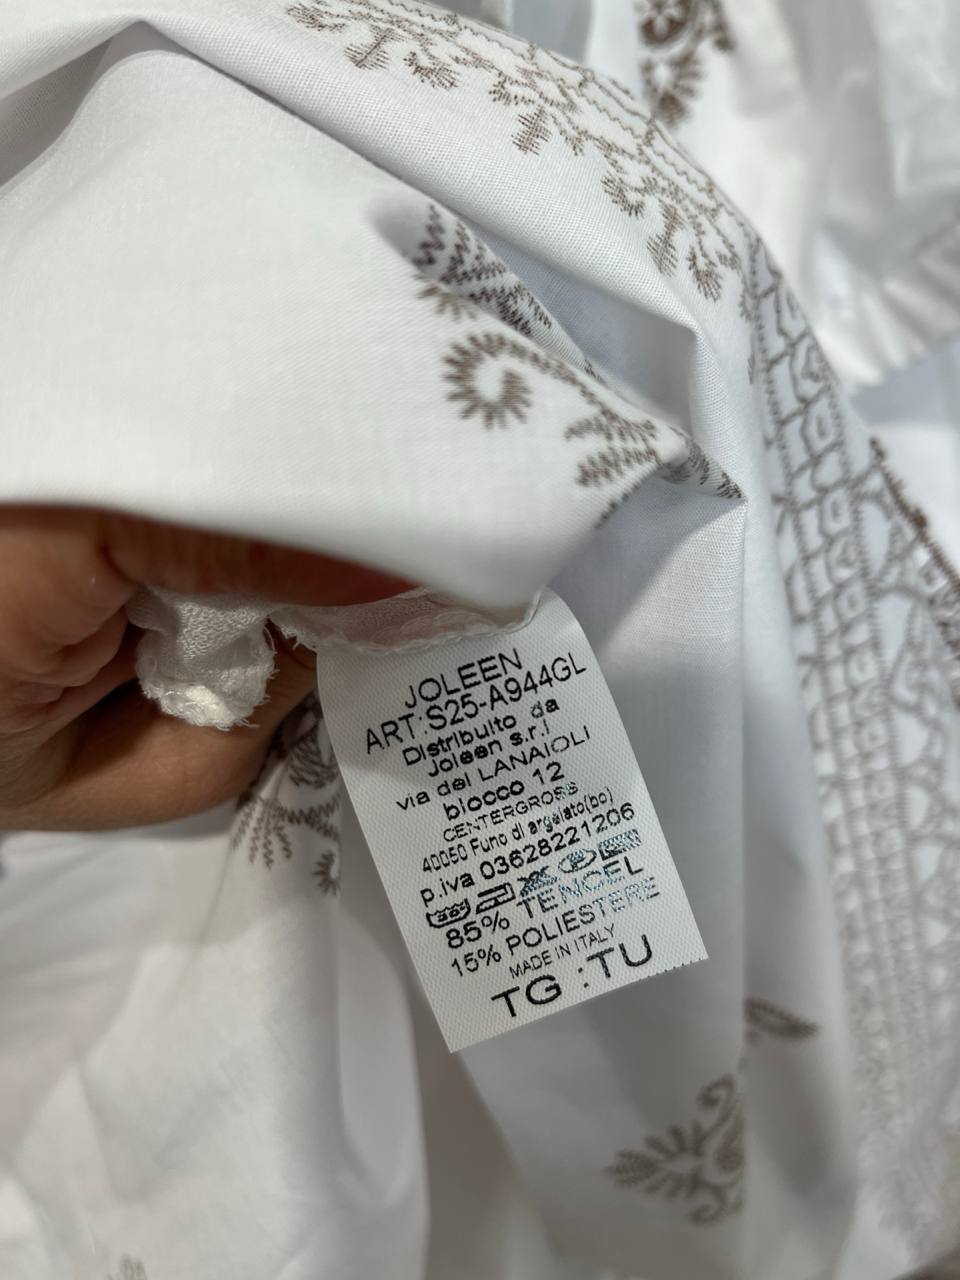 JOLEEN
ART:S25-A944GL
Distribuito da
Joleen s.r.l
via dei LANAIOLI
blocco 12
CENTERGROSS
40050 Funo di argelato(bo)
p.iva 03628221206
85% TENCEL
15% POLIESTERE
MADE IN ITALY
TG :TU